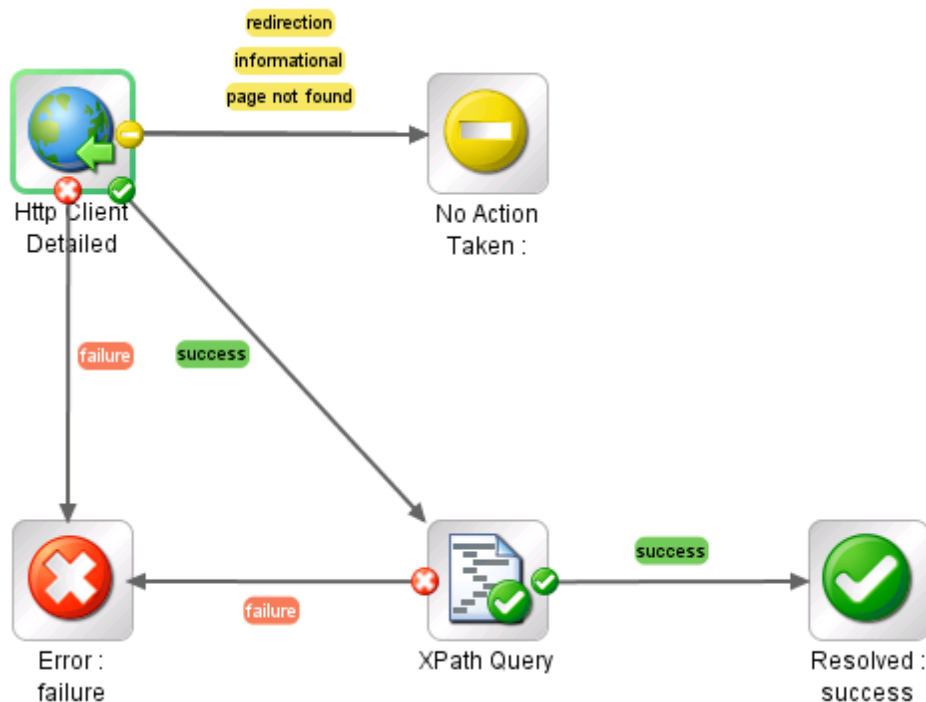 redirection
informational
page not found
Http Client
Detailed
No Action
Taken :
failure
success
success
failure
Error :
failure
XPath Query
Resolved :
success